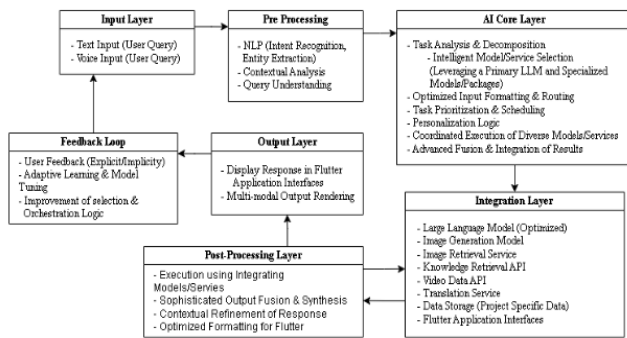 Input Layer
- Text Input (User Query)
- Voice Input (User Query)
Pre Processing
- NLP (Intent Recognition,
Entity Extraction)
- Contextual Analysis
- Query Understanding
AI Core Layer
- Task Analysis & Decomposition
- Intelligent Model/Service Selection
(Leveraging a Primary LLM and Specialized
Models/Packages)
- Optimized Input Formatting & Routing
- Task Prioritization & Scheduling
- Personalization Logic
- Coordinated Execution of Diverse Models/Services
- Advanced Fusion & Integration of Results
Feedback Loop
- User Feedback (Explicit/Implicity)
- Adaptive Learning & Model
Tuning
- Improvement of selection &
Orchestration Logic
Output Layer
- Display Response in Flutter
Application Interfaces
- Multi-modal Output Rendering
Integration Layer
- Large Language Model (Optimized)
- Image Generation Model
- Image Retrieval Service
- Knowledge Retrieval API
- Video Data API
- Translation Service
- Data Storage (Project Specific Data)
- Flutter Application Interfaces
Post-Processing Layer
- Execution using Integrating
Models/Servies
- Sophisticated Output Fusion & Synthesis
- Contextual Refinement of Response
- Optimized Formatting for Flutter